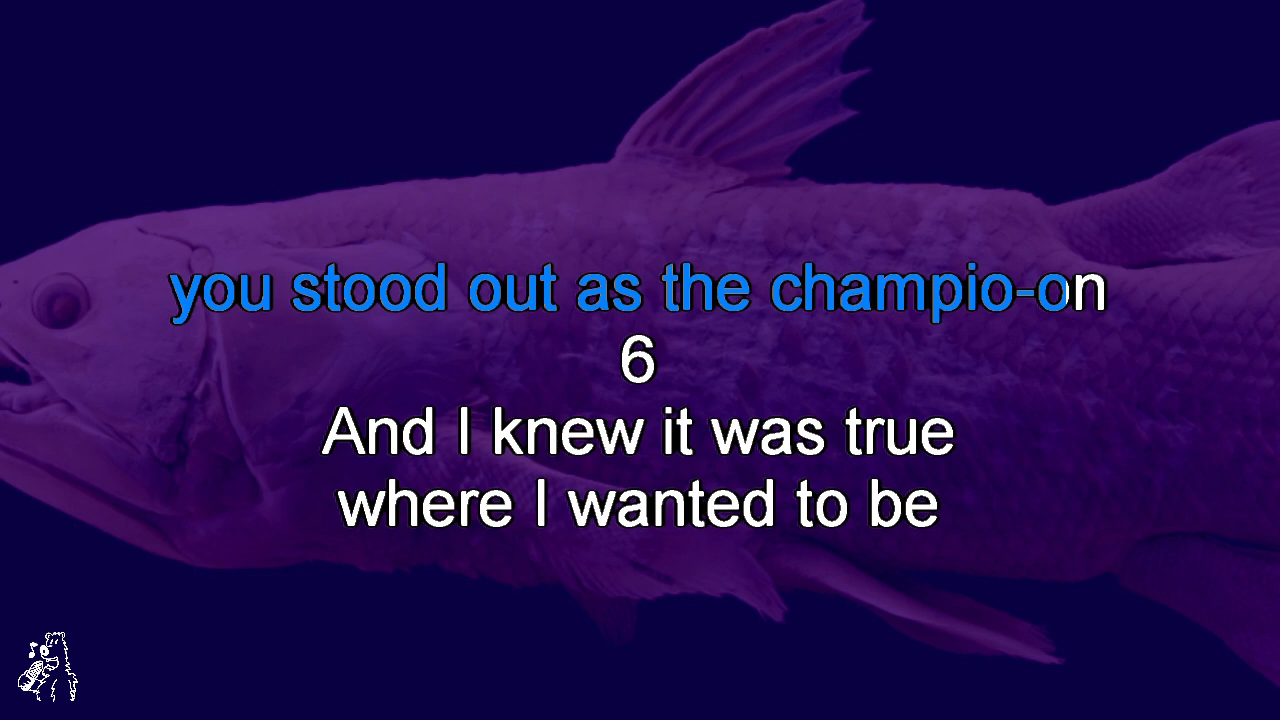 you stood out as the champio-on
6
And I knew it was true
where I wanted to be